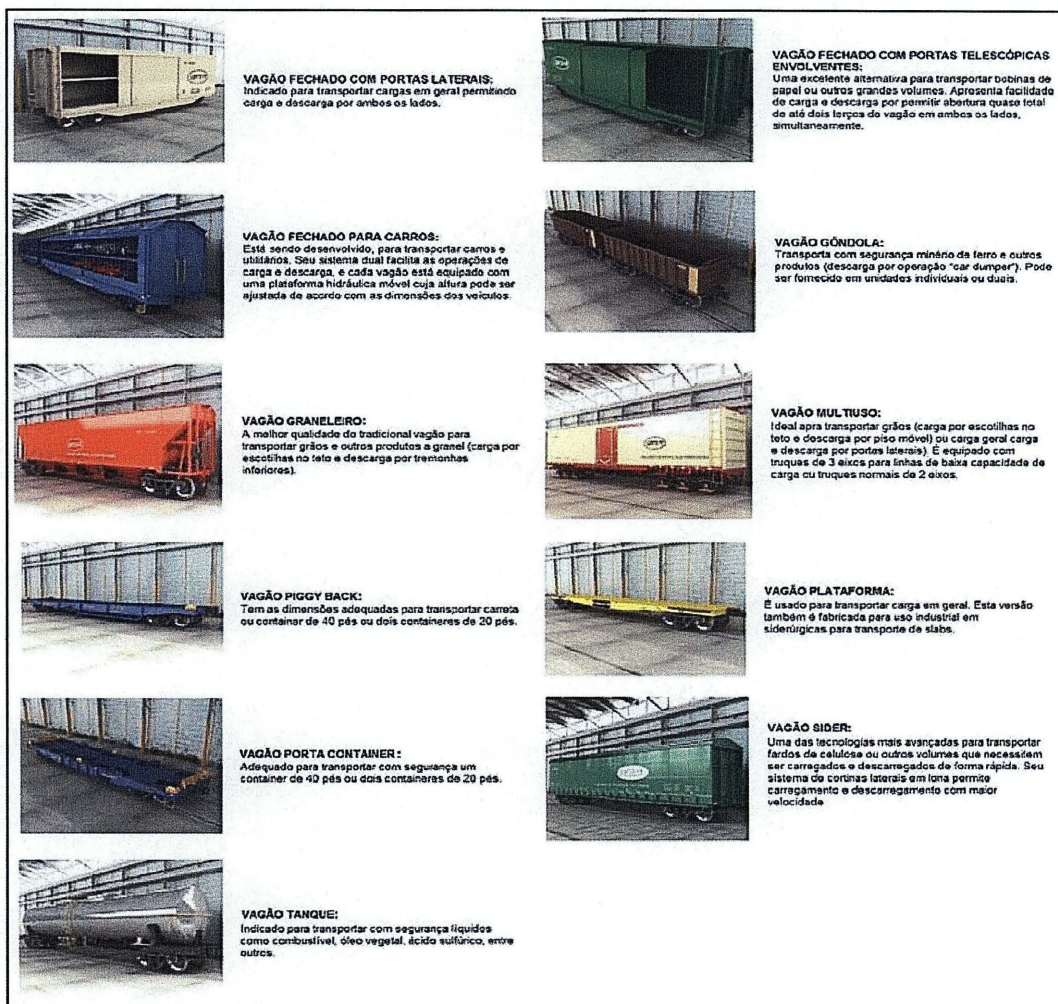 VAGÃO FECHADO COM PORTAS LATERAIS:
Indicado para transportar cargas em geral permitindo
carga e descarga por ambos os lados.
VAGÃO FECHADO COM PORTAS TELESCÓPICAS
ENVOLVENTES:
Uma excelente alternativa para transportar bobinas de
papel ou outros grandes volumes. Apresenta facilidade
de carga e descarga por permitir abertura quase total
de até dois terços do vagão em ambos os lados,
simultaneamente.
VAGÃO FECHADO PARA CARROS:
Está sendo desenvolvido, para transportar carros e
utilitários. Seu sistema dual facilita as operações de
carga e descarga, e cada vagão está equipado com
uma plataforma hidráulica móvel cuja altura pode ser
ajustada de acordo com as dimensões dos veículos.
VAGÃO GÔNDOLA:
Transporta com segurança minério de ferro e outros
produtos (descarga por operação "car dumper"). Pode
ser fornecido em unidades individuais ou duais.
VAGÃO GRANELEIRO:
A melhor qualidade do tradicional vagão para
transportar grãos e outros produtos a granel (carga por
escotilhas no teto e descarga por tremonhas
inferiores).
VAGÃO MULTIUSO:
Ideal apra transportar grãos (carga por escotilhas no
teto e descarga por piso móvel) ou carga geral carga
e descarga por portas laterais). É equipado com
truques de 3 eixos para linhas de baixa capacidade de
carga ou truques normais de 2 eixos.
VAGÃO PIGGY BACK:
Tem as dimensões adequadas para transportar carreta
ou container de 40 pés ou dois containeres de 20 pés.
VAGÃO PLATAFORMA:
É usado para transportar carga em geral. Esta versão
também é fabricada para uso industrial em
siderúrgicas para transporte de slabs.
VAGÃO PORTA CONTAINER:
Adequado para transportar com segurança um
container de 40 pés ou dois containeres de 20 pés.
VAGÃO SIDER:
Uma das tecnologias mais avançadas para transportar
fardos de celulose ou outros volumes que necessitem
ser carregados e descarregados de forma rápida. Seu
sistema de cortinas laterais em lona permite
carregamento e descarregamento com maior
velocidade
VAGÃO TANQUE:
Indicado para transportar com segurança líquidos
como combustível, óleo vegetal, ácido sulfúrico, entre
outros.